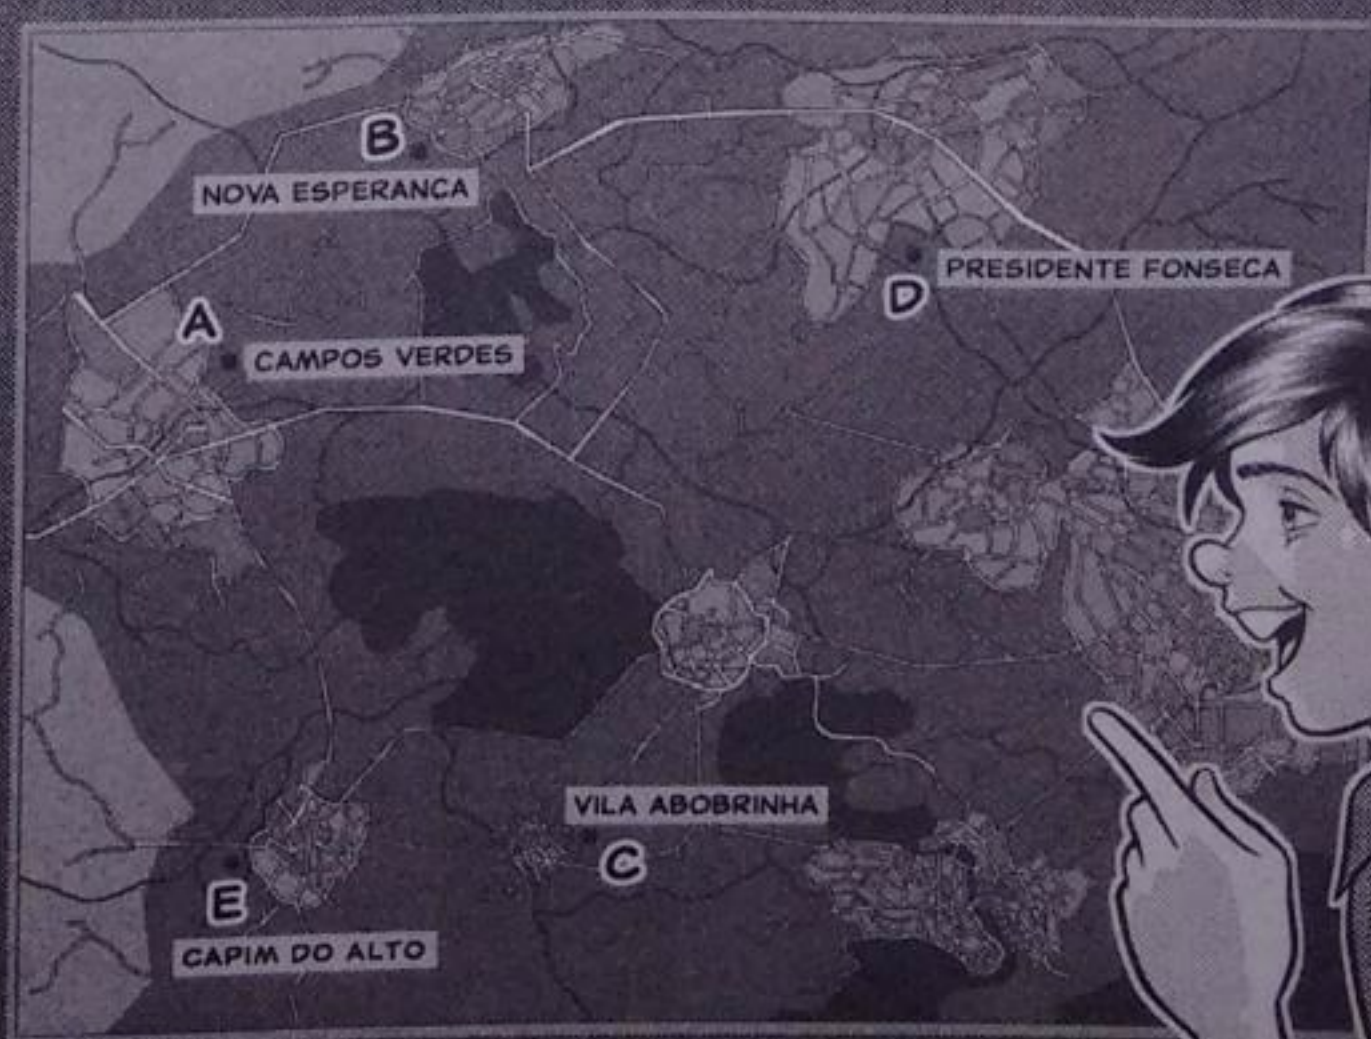 B
NOVA ESPERANCA
A
CAMPOS VERDES
PRESIDENTE FONSECA
D
VILA ABOBRINHA
C
E
CAPIM DO ALTO